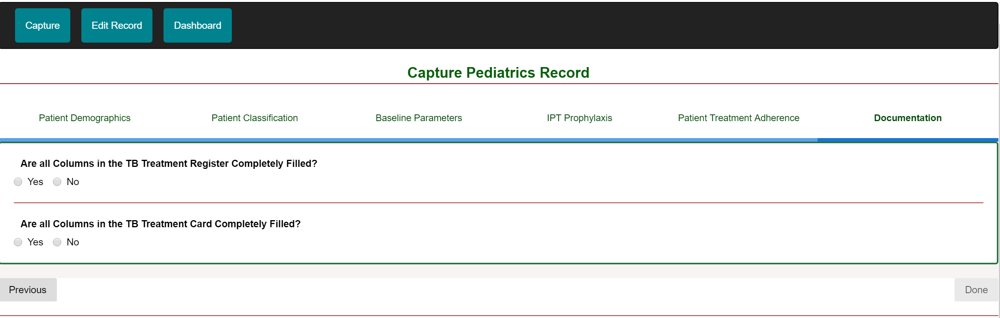 Capture Edit Record Dashboard
Capture Pediatrics Record
Patient Demographics Patient Classification Baseline Parameters IPT Prophylaxis Patient Treatment Adherence Documentation
Are all Columns in the TB Treatment Register Completely Filled?
Yes No
Are all Columns in the TB Treatment Card Completely Filled?
Yes No
Previous Done